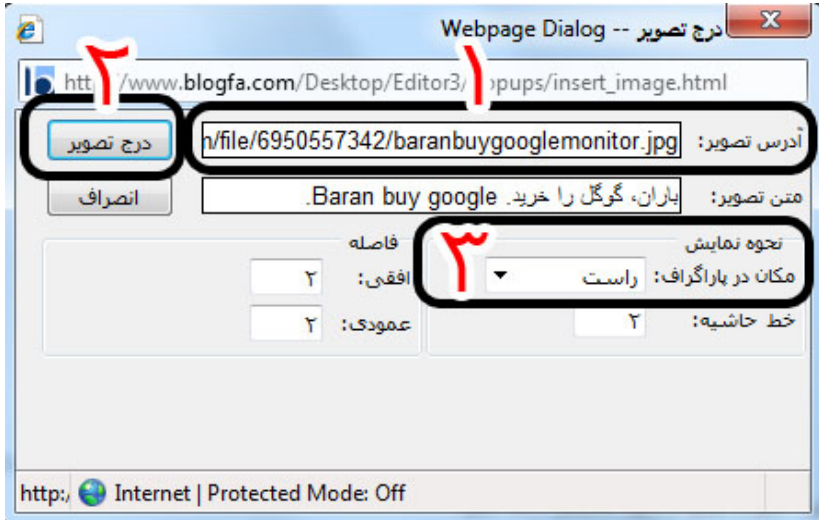 درج تصویر -- Webpage Dialog
http://www.blogfa.com/Desktop/Editor3/popups/insert_image.html
۱
۲
آدرس تصویر: n/file/6950557342/baranbuygooglemonitor.jpg درج تصویر
متن تصویر: باران، گوگل را خرید. Baran buy google. انصراف
نحوه نمایش
فاصله
۳
مکان در پاراگراف: راست
افقی: ۲
خط حاشیه: ۲
عمودی: ۲
http:/ Internet | Protected Mode: Off